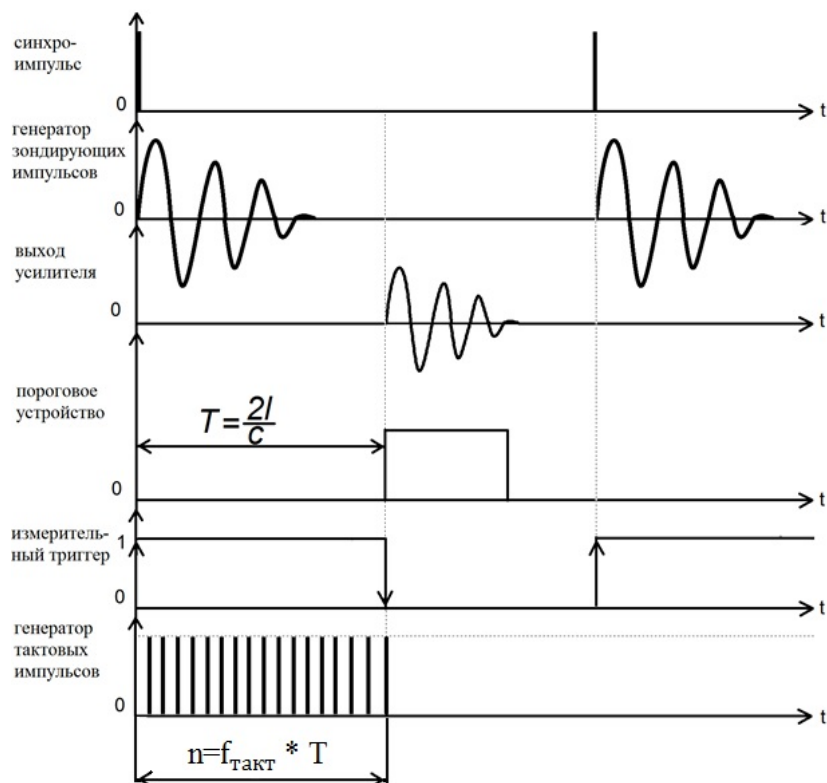 синхро-
импульс
0
t
генератор
зондирующих
импульсов
0
t
выход
усилителя
0
t
пороговое
устройство
T=2l/c
0
t
измеритель-
ный триггер
1
0
t
генератор
тактовых
импульсов
0
t
n=fтакт * T